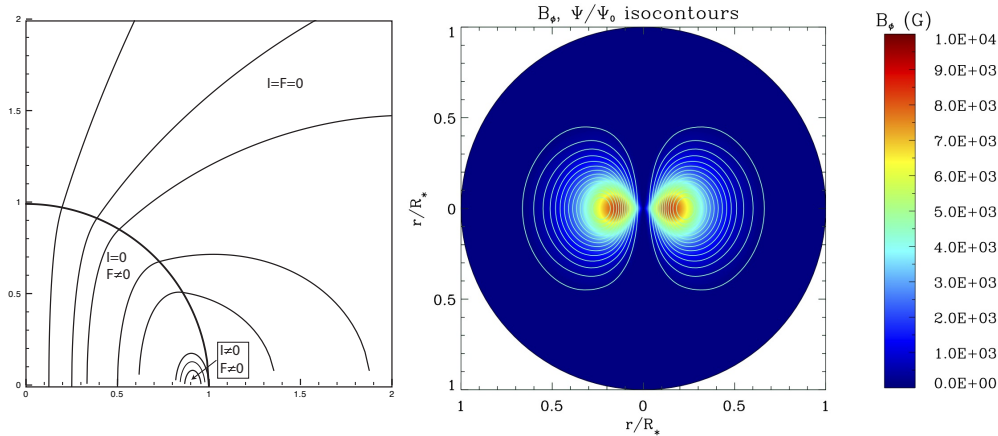 I=F=0
I=0
F≠0
I≠0
F≠0
2
1.5
1
0.5
0
0
0.5
1
1.5
2
B_ϕ, Ψ/Ψ_0 isocontours
1
0.5
0
0.5
1
r/R_*
1
0.5
0
0.5
1
r/R_*
B_ϕ (G)
1.0E+04
9.0E+03
8.0E+03
7.0E+03
6.0E+03
5.0E+03
4.0E+03
3.0E+03
2.0E+03
1.0E+03
0.0E+00